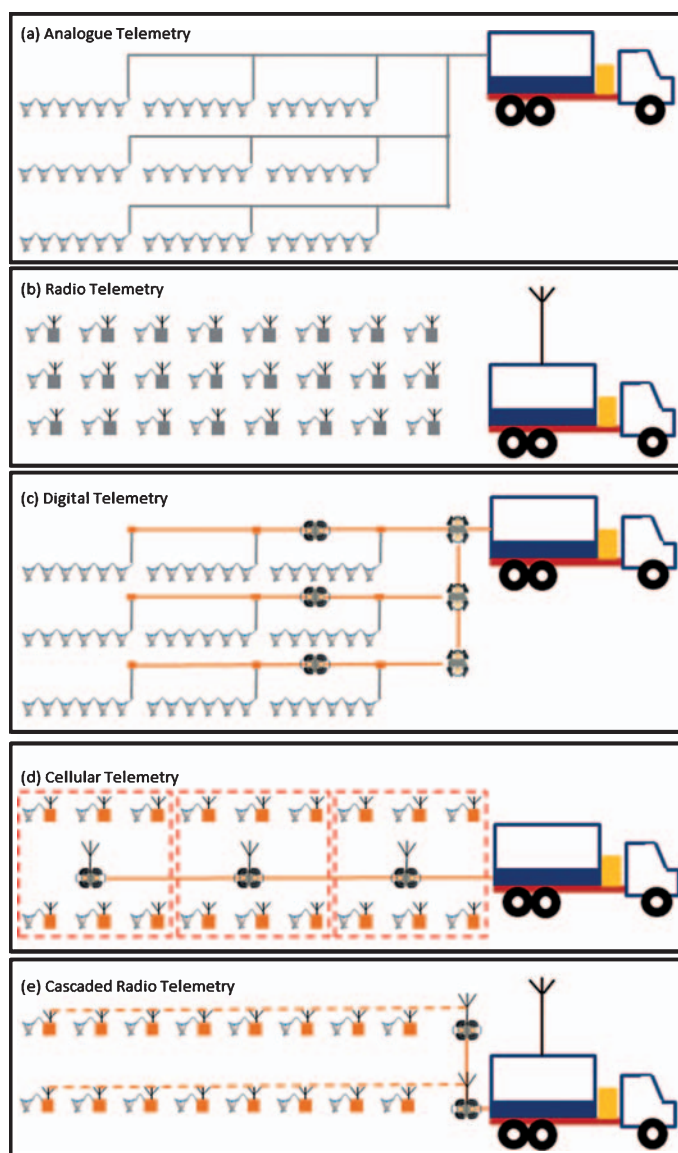 (a) Analogue Telemetry
(b) Radio Telemetry
(c) Digital Telemetry
(d) Cellular Telemetry
(e) Cascaded Radio Telemetry